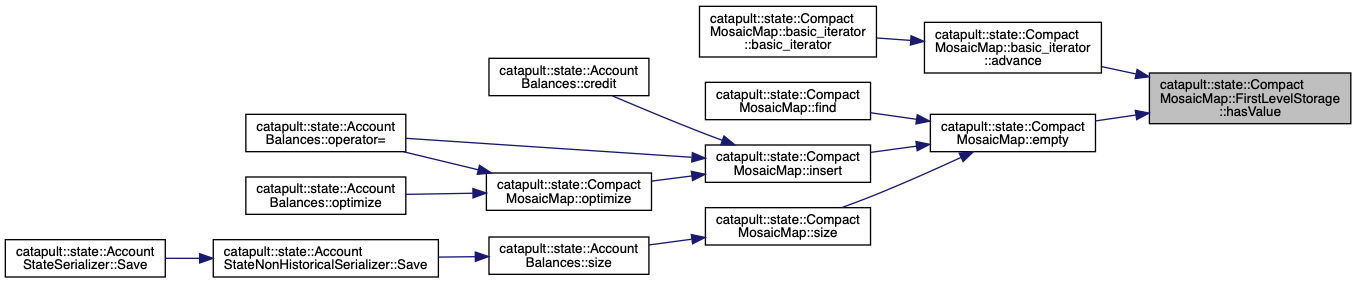 catapult::state::Compact
MosaicMap::basic_iterator
::basic_iterator
catapult::state::Compact
MosaicMap::basic_iterator
::advance
catapult::state::Account
Balances::credit
catapult::state::Compact
MosaicMap::find
catapult::state::Compact
MosaicMap::FirstLevelStorage
::hasValue
catapult::state::Account
Balances::operator=
catapult::state::Compact
MosaicMap::empty
catapult::state::Compact
MosaicMap::insert
catapult::state::Compact
MosaicMap::optimize
catapult::state::Account
Balances::optimize
catapult::state::Compact
MosaicMap::size
catapult::state::Account
StateSerializer::Save
catapult::state::Account
StateNonHistoricalSerializer::Save
catapult::state::Account
Balances::size